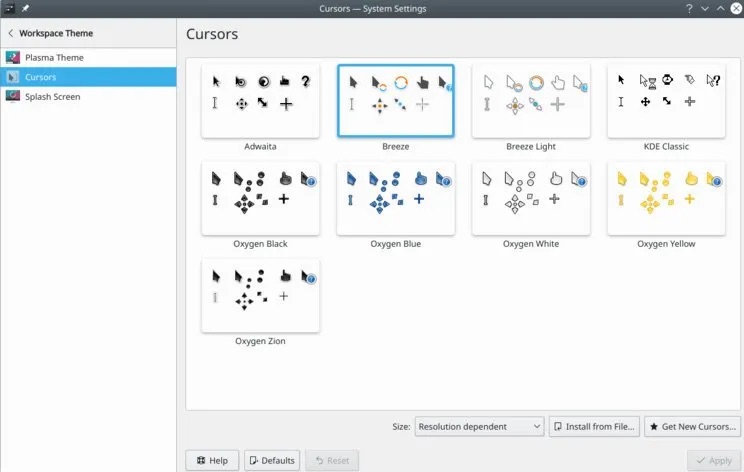 Cursors — System Settings
Workspace Theme
Cursors
Plasma Theme
Cursors
Splash Screen
Adwaita
Breeze
Breeze Light
KDE Classic
Oxygen Black
Oxygen Blue
Oxygen White
Oxygen Yellow
Oxygen Zion
Size:
Resolution dependent
Install from File...
Get New Cursors...
Help
Defaults
Reset
Apply